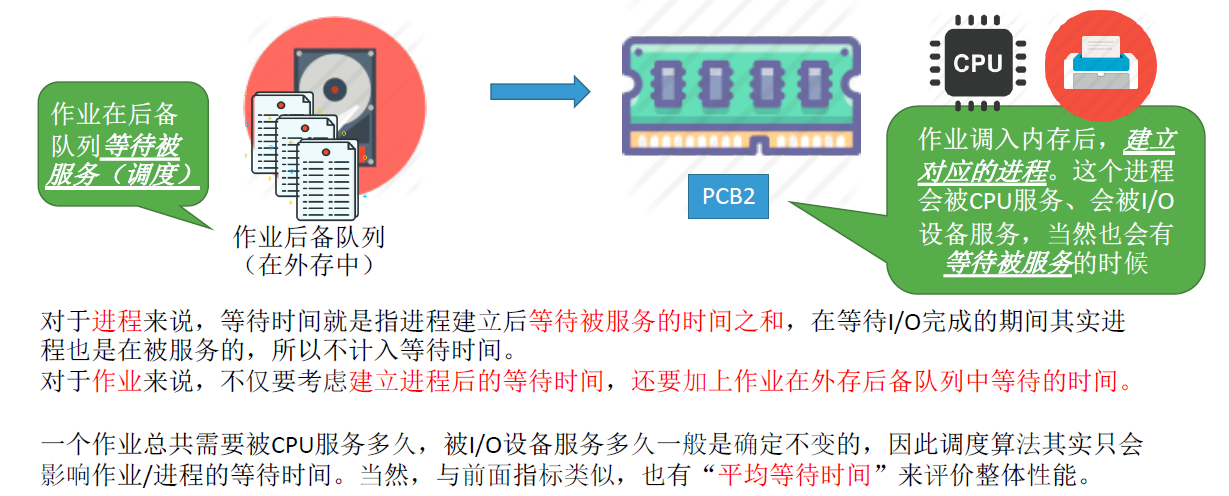 作业在后备
队列等待被
服务（调度）
作业后备队列
（在外存中）
PCB2
CPU
作业调入内存后，建立
对应的进程。这个进程
会被CPU服务、会被I/O
设备服务，当然也会有
等待被服务的时候
对于进程来说，等待时间就是指进程建立后等待被服务的时间之和，在等待I/O完成的期间其实进
程也是在被服务的，所以不计入等待时间。
对于作业来说，不仅要考虑建立进程后的等待时间，还要加上作业在外存后备队列中等待的时间。
一个作业总共需要被CPU服务多久，被I/O设备服务多久一般是确定不变的，因此调度算法其实只会
影响作业/进程的等待时间。当然，与前面指标类似，也有“平均等待时间”来评价整体性能。